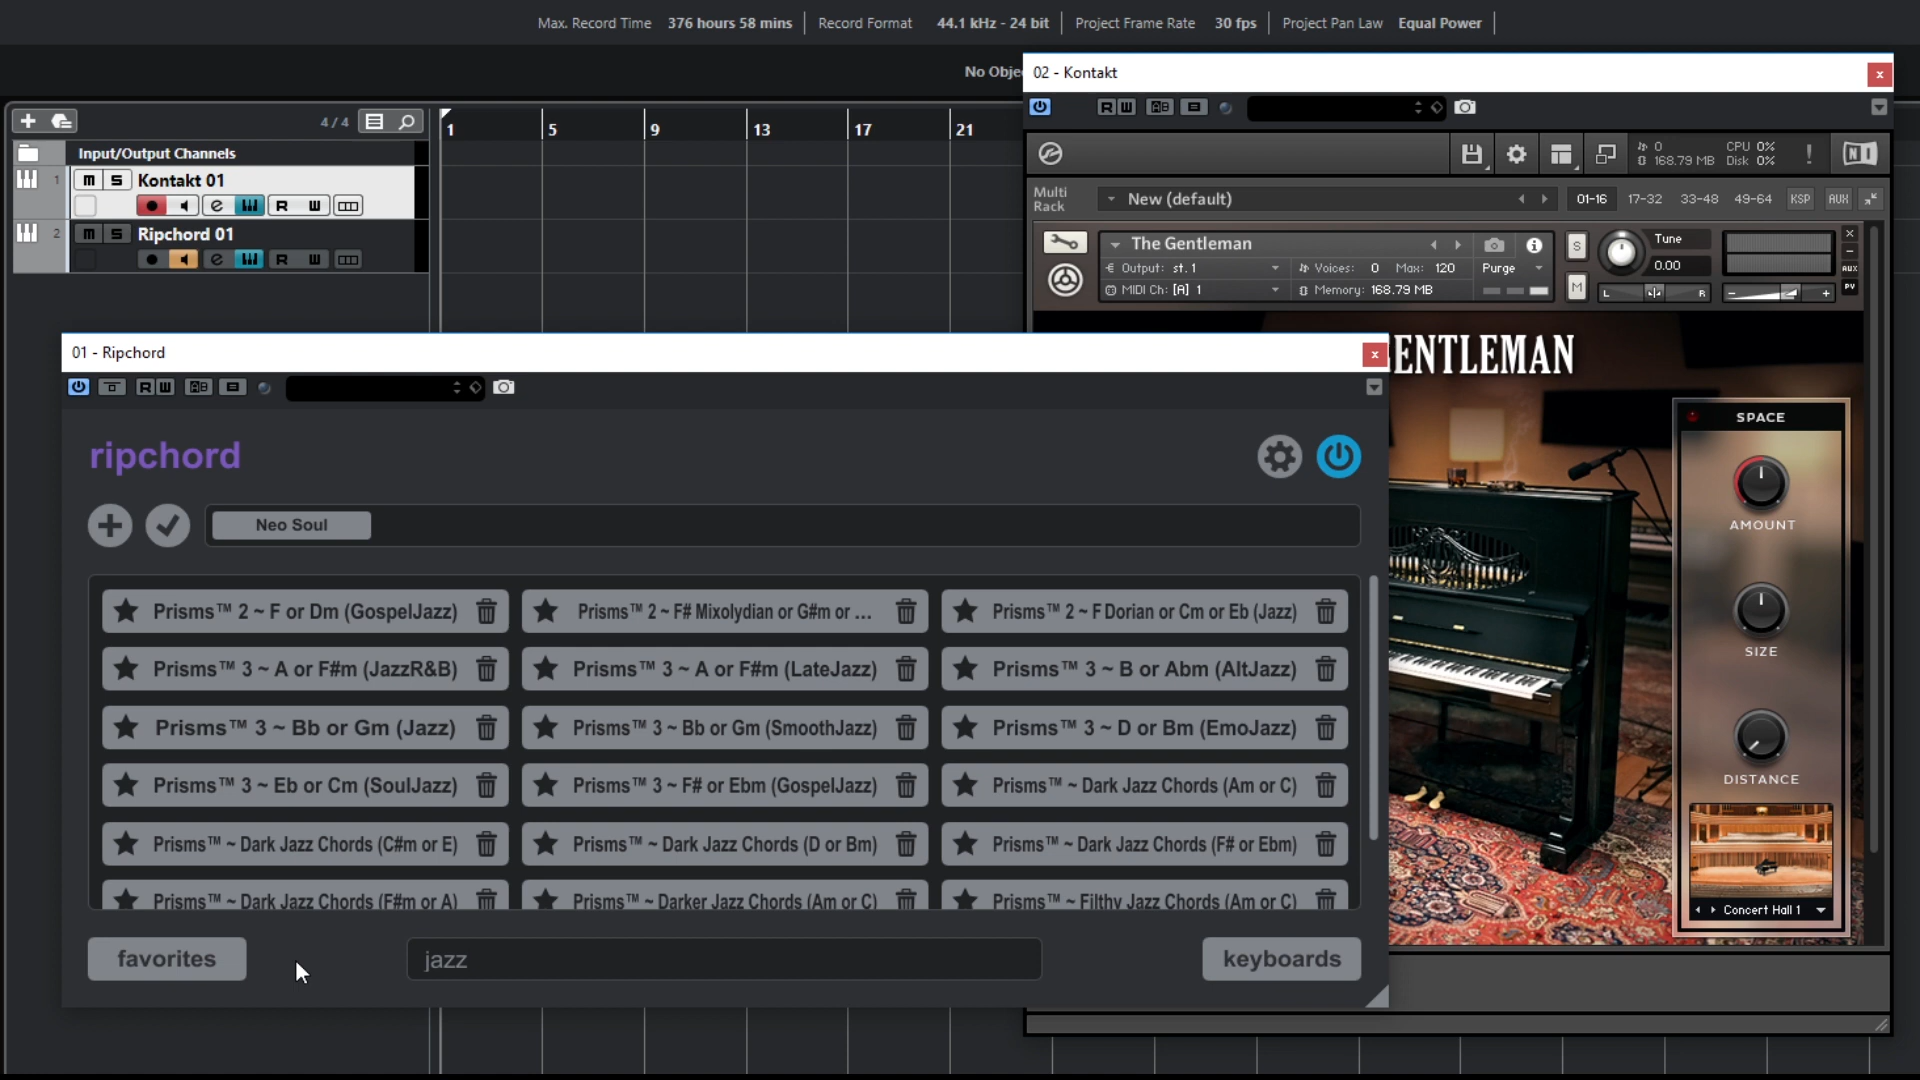 Max. Record Time 376 hours 58 mins Record Format 44.1 kHz - 24 bit Project Frame Rate 30 fps Project Pan Law Equal Power
No Obje
02 - Kontakt
R W
4 / 4
1 5 9 13 17 21
Input/Output Channels
1 m S Kontakt 01
e R W
2 m S Ripchord 01
e R W
0
168.79 MB
CPU 0%
Disk 0%
!
NI
Multi
Rack
New (default)
01-16 17-32 33-48 49-64 KSP AUX
The Gentleman
Output: st. 1 Voices: 0 Max: 120 Purge
MIDI Ch: [A] 1 Memory: 168.79 MB
S
M
Tune
0.00
L R
- +
x
-
AUX
PV
ENTLEMAN
SPACE
AMOUNT
SIZE
DISTANCE
Concert Hall 1
01 - Ripchord
x
R W
ripchord
Neo Soul
Prisms™ 2 ~ F or Dm (GospelJazz)
Prisms™ 2 ~ F# Mixolydian or G#m or ...
Prisms™ 2 ~ F Dorian or Cm or Eb (Jazz)
Prisms™ 3 ~ A or F#m (JazzR&B)
Prisms™ 3 ~ A or F#m (LateJazz)
Prisms™ 3 ~ B or Abm (AltJazz)
Prisms™ 3 ~ Bb or Gm (Jazz)
Prisms™ 3 ~ Bb or Gm (SmoothJazz)
Prisms™ 3 ~ D or Bm (EmoJazz)
Prisms™ 3 ~ Eb or Cm (SoulJazz)
Prisms™ 3 ~ F# or Ebm (GospelJazz)
Prisms™ ~ Dark Jazz Chords (Am or C)
Prisms™ ~ Dark Jazz Chords (C#m or E)
Prisms™ ~ Dark Jazz Chords (D or Bm)
Prisms™ ~ Dark Jazz Chords (F# or Ebm)
Prisms™ ~ Dark Jazz Chords (F#m or A)
Prisms™ ~ Darker Jazz Chords (Am or C)
Prisms™ ~ Filthy Jazz Chords (Am or C)
favorites
jazz
keyboards